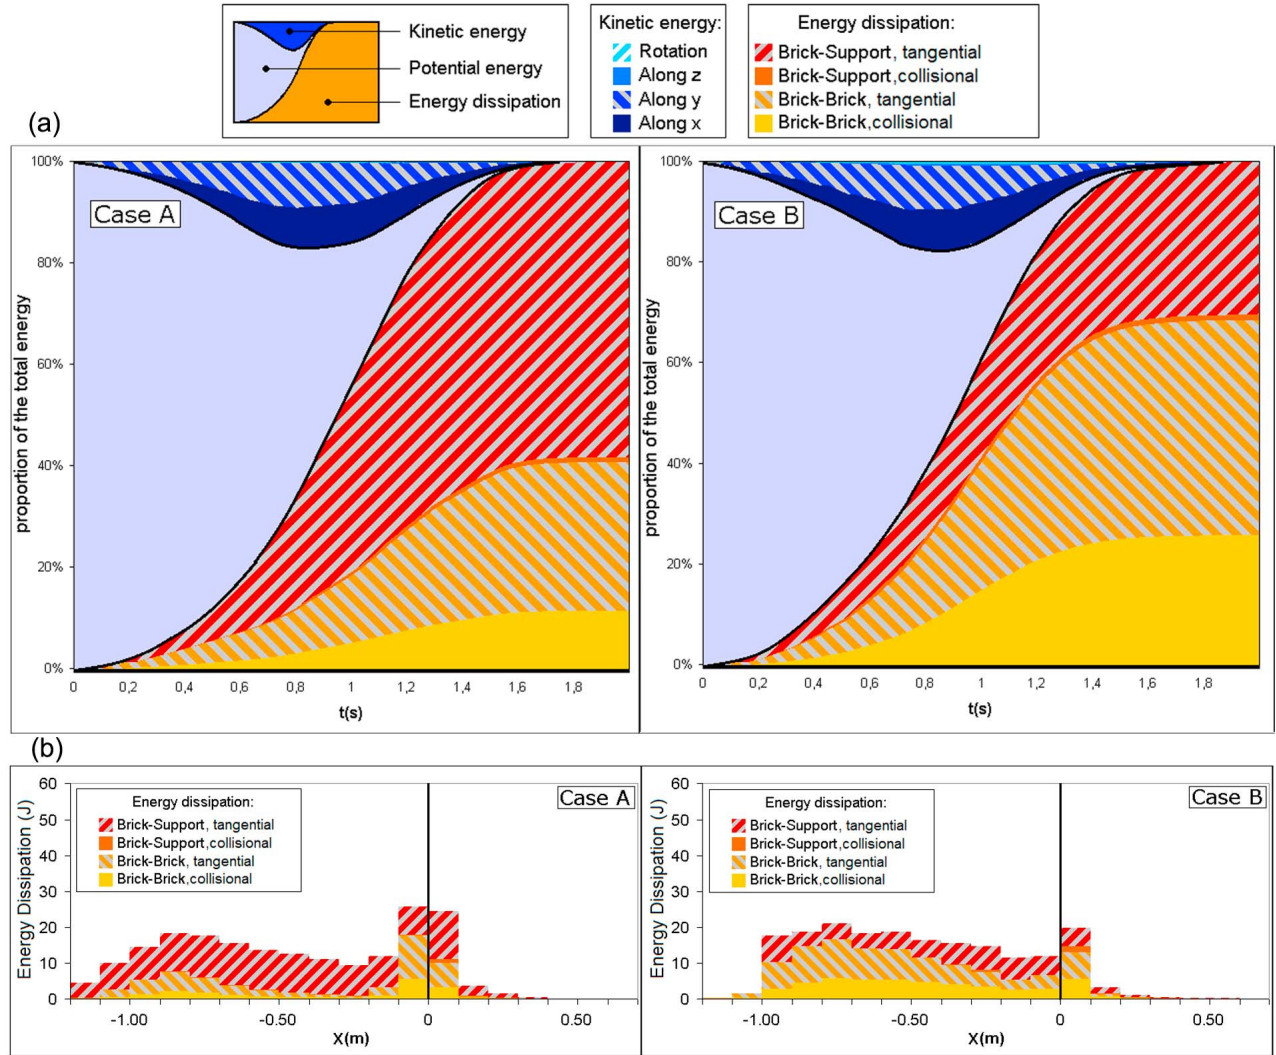 Kinetic energy
Potential energy
Energy dissipation
Kinetic energy:
Rotation
Along z
Along y
Along x
Energy dissipation:
Brick-Support, tangential
Brick-Support,collisional
Brick-Brick, tangential
Brick-Brick,collisional
(a)
proportion of the total energy
100%
80%
60%
40%
20%
0%
Case A
0 0,2 0,4 0,6 0,8 1 1,2 1,4 1,6 1,8
t(s)
proportion of the total energy
100%
80%
60%
40%
20%
0%
Case B
0 0,2 0,4 0,6 0,8 1 1,2 1,4 1,6 1,8
t(s)
(b)
Energy Dissipation (J)
60
50
40
30
20
10
0
Energy dissipation:
Brick-Support, tangential
Brick-Support,collisional
Brick-Brick, tangential
Brick-Brick,collisional
Case A
-1.00 -0.50 0 0.50
X(m)
Energy Dissipation (J)
60
50
40
30
20
10
0
Energy dissipation:
Brick-Support, tangential
Brick-Support,collisional
Brick-Brick, tangential
Brick-Brick,collisional
Case B
-1.00 -0.50 0 0.50
X(m)